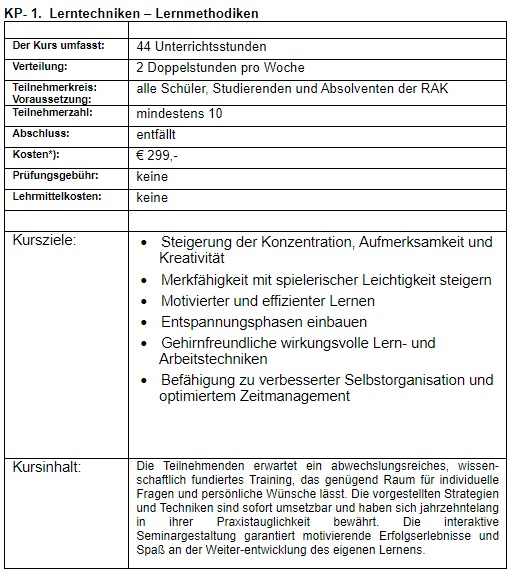 KP- 1.  Lerntechniken – Lernmethodiken
Der Kurs umfasst: 44 Unterrichtsstunden
Verteilung: 2 Doppelstunden pro Woche
Teilnehmerkreis: alle Schüler, Studierenden und Absolventen der RAK
Voraussetzung:
Teilnehmerzahl: mindestens 10
Abschluss: entfällt
Kosten*): € 299,-
Prüfungsgebühr: keine
Lehrmittelkosten: keine
Kursziele:
• Steigerung der Konzentration, Aufmerksamkeit und
Kreativität
• Merkfähigkeit mit spielerischer Leichtigkeit steigern
• Motivierter und effizienter Lernen
• Entspannungsphasen einbauen
• Gehirnfreundliche wirkungsvolle Lern- und
Arbeitstechniken
• Befähigung zu verbesserter Selbstorganisation und
optimiertem Zeitmanagement
Kursinhalt:
Die Teilnehmenden erwartet ein abwechslungsreiches, wissen-
schaftlich fundiertes Training, das genügend Raum für individuelle
Fragen und persönliche Wünsche lässt. Die vorgestellten Strategien
und Techniken sind sofort umsetzbar und haben sich jahrzehntelang
in ihrer Praxistauglichkeit bewährt. Die interaktive
Seminargestaltung garantiert motivierende Erfolgserlebnisse und
Spaß an der Weiter-entwicklung des eigenen Lernens.